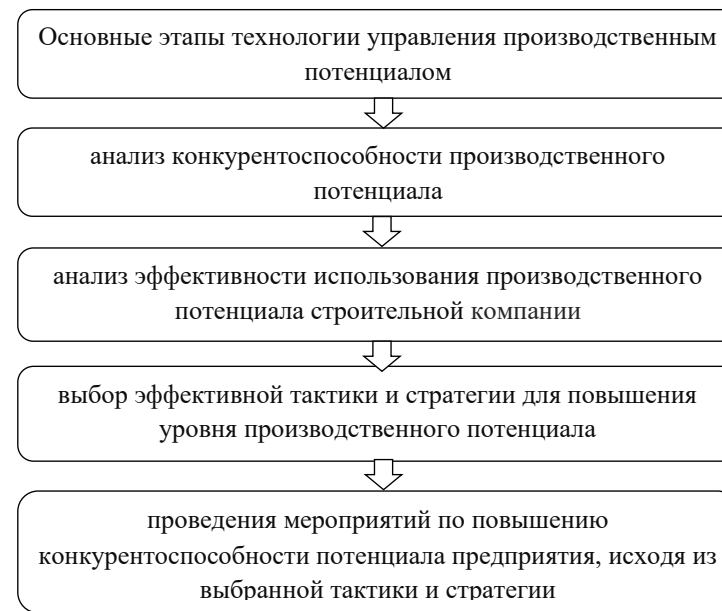 Основные этапы технологии управления производственным
потенциалом
анализ конкурентоспособности производственного
потенциала
анализ эффективности использования производственного
потенциала строительной компании
выбор эффективной тактики и стратегии для повышения
уровня производственного потенциала
проведения мероприятий по повышению
конкурентоспособности потенциала предприятия, исходя из
выбранной тактики и стратегии